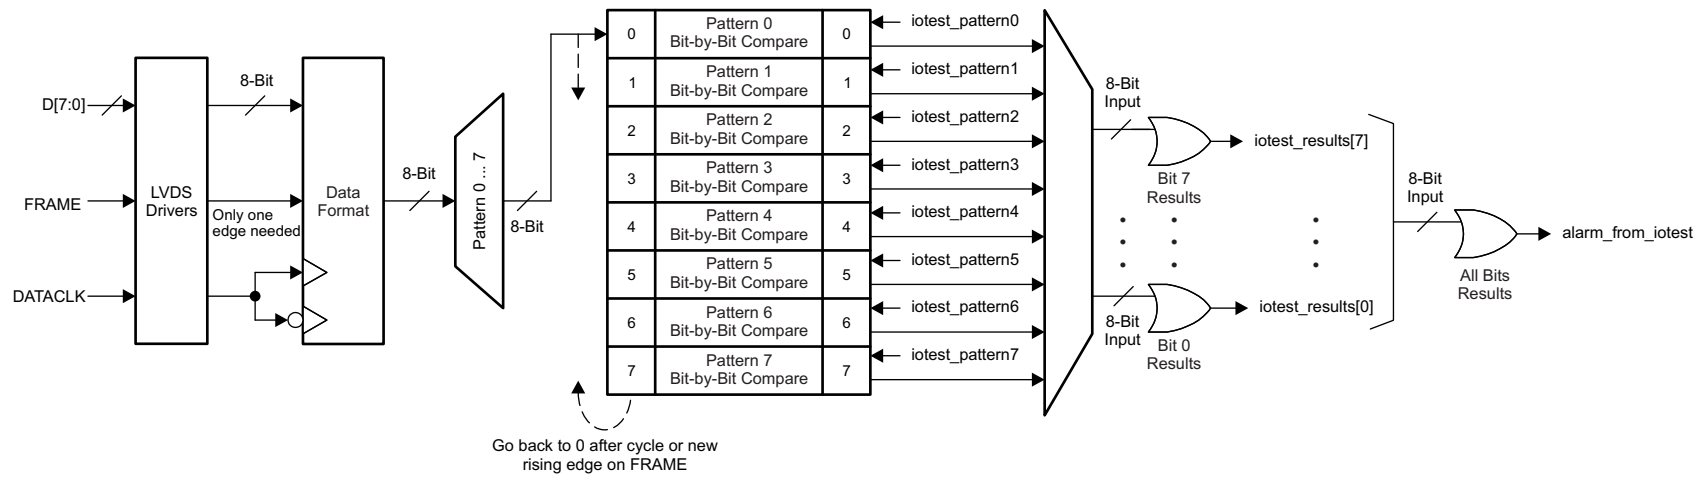 D[7:0]
FRAME
DATACLK
LVDS
Drivers
8-Bit
Only one
edge needed
Data
Format
8-Bit
Pattern 0 ... 7
8-Bit
0
Pattern 0
Bit-by-Bit Compare
0
iotest_pattern0
1
Pattern 1
Bit-by-Bit Compare
1
iotest_pattern1
2
Pattern 2
Bit-by-Bit Compare
2
iotest_pattern2
3
Pattern 3
Bit-by-Bit Compare
3
iotest_pattern3
4
Pattern 4
Bit-by-Bit Compare
4
iotest_pattern4
5
Pattern 5
Bit-by-Bit Compare
5
iotest_pattern5
6
Pattern 6
Bit-by-Bit Compare
6
iotest_pattern6
7
Pattern 7
Bit-by-Bit Compare
7
iotest_pattern7
Go back to 0 after cycle or new
rising edge on FRAME
8-Bit
Input
Bit 7
Results
iotest_results[7]
8-Bit
Input
Bit 0
Results
iotest_results[0]
8-Bit
Input
All Bits
Results
alarm_from_iotest